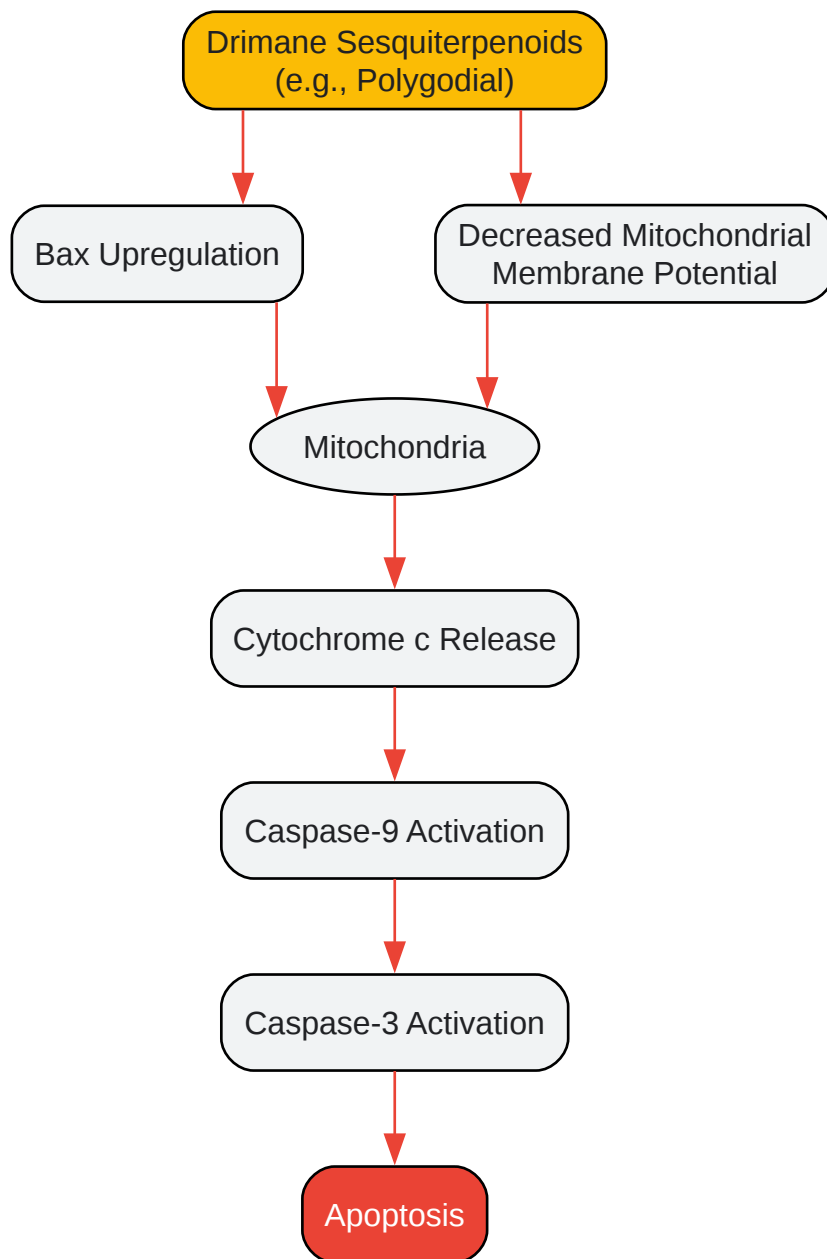 Drimane Sesquiterpenoids
(e.g., Polygodial)
Bax Upregulation
Decreased Mitochondrial
Membrane Potential
Mitochondria
Cytochrome c Release
Caspase-9 Activation
Caspase-3 Activation
Apoptosis